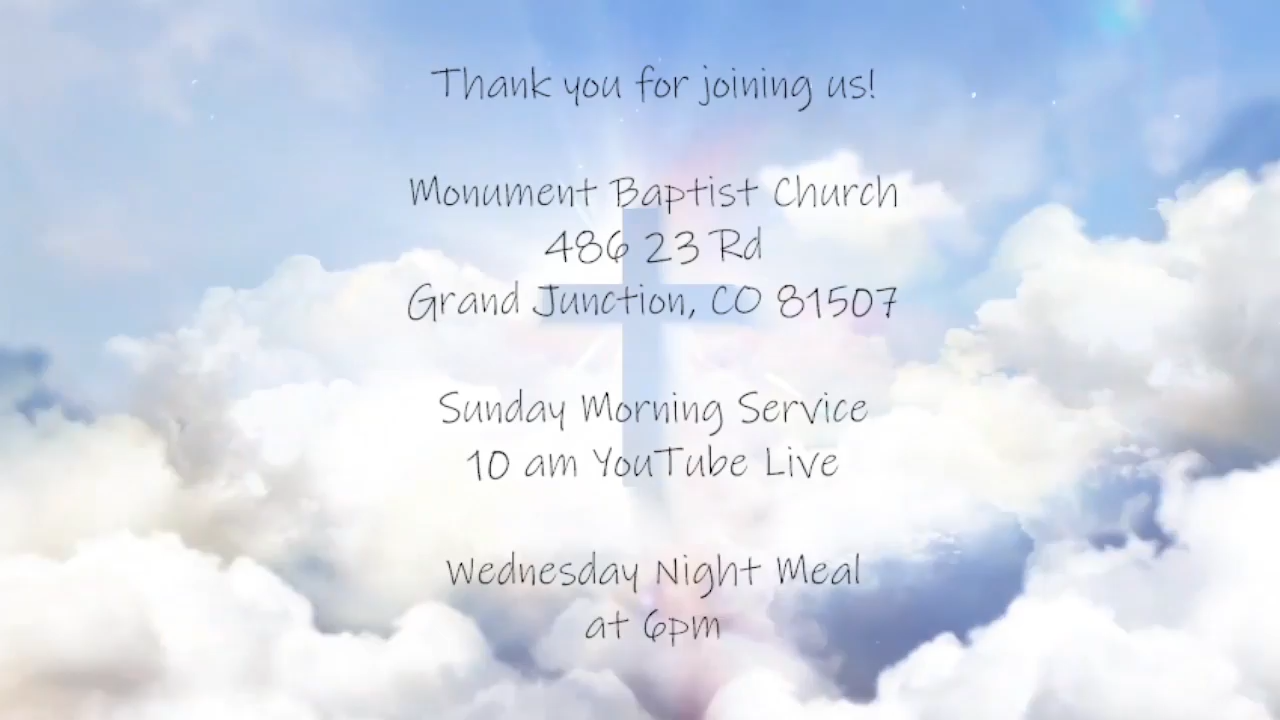 Thank you for joining us!
Monument Baptist Church
486 23 Rd
Grand Junction, CO 81507
Sunday Morning Service
10 am YouTube Live
Wednesday Night Meal
at 6pm